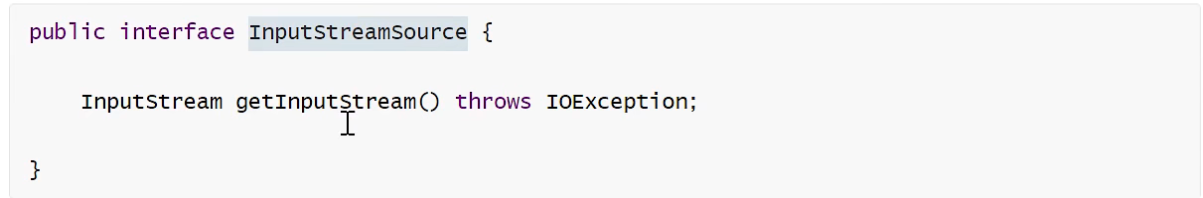 public interface InputStreamSource {
InputStream getInputStream() throws IOException;
}